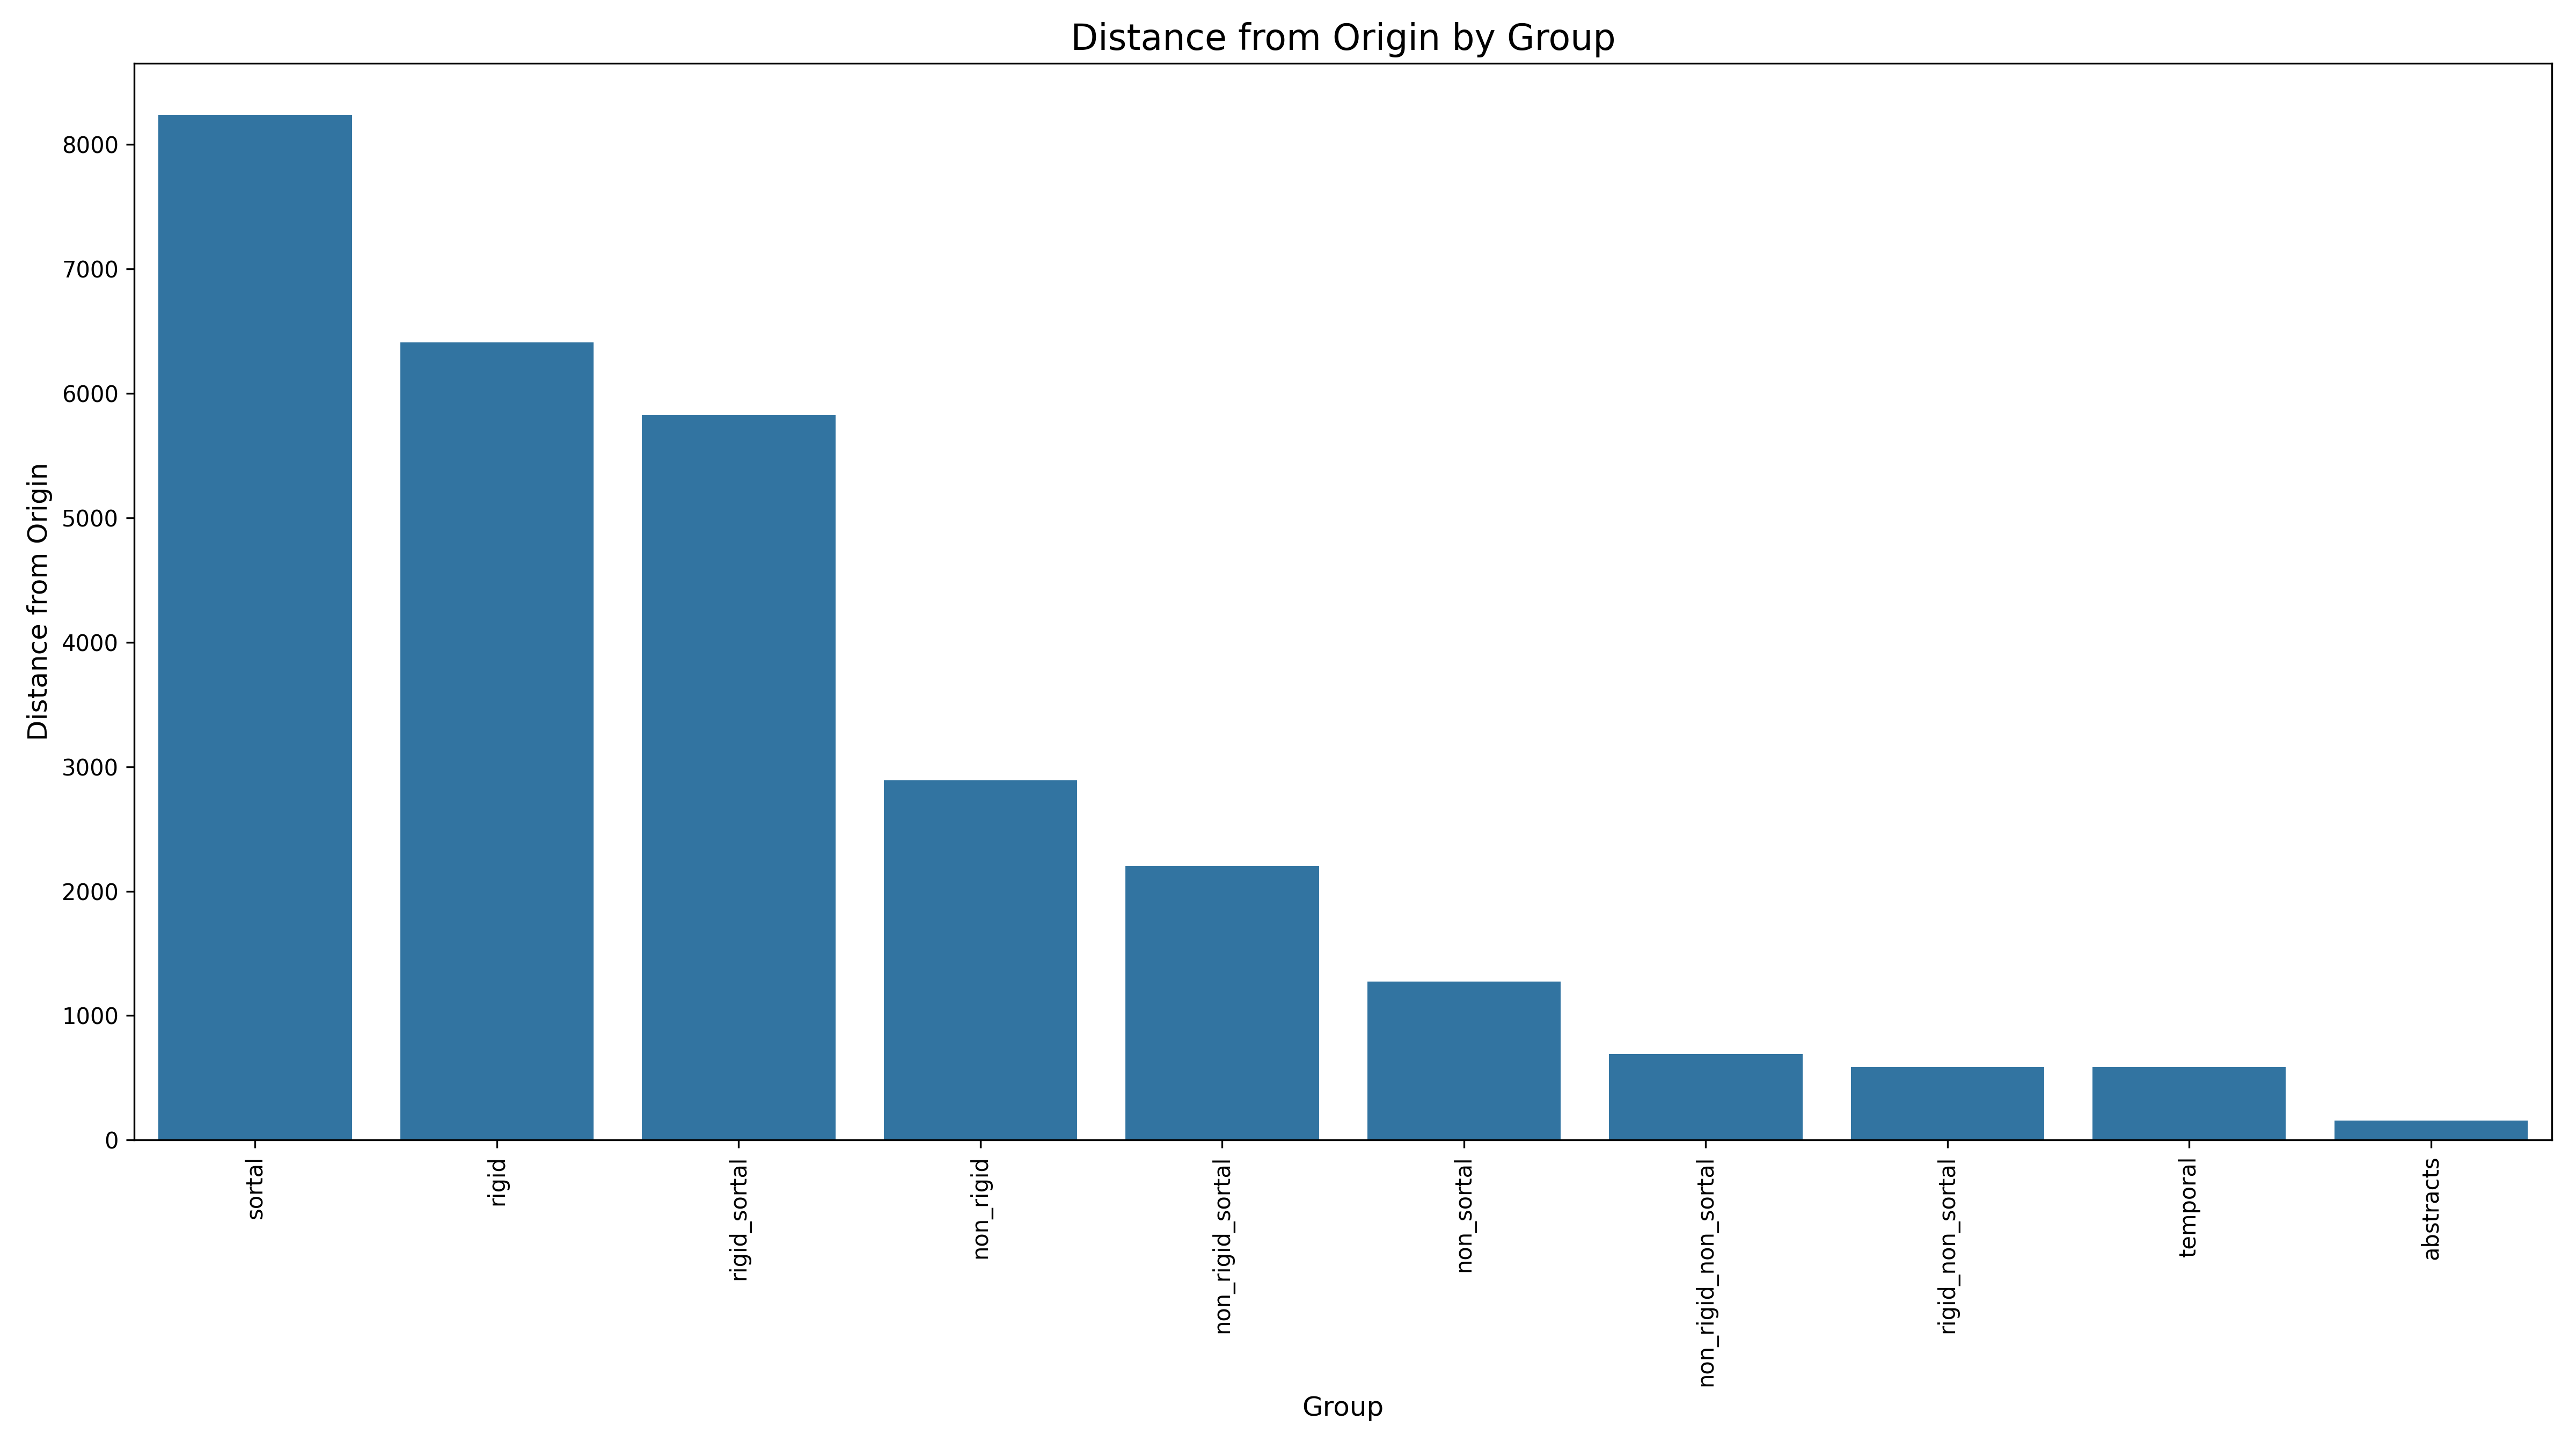 Distance from Origin by Group
Distance from Origin
8000
7000
6000
5000
4000
3000
2000
1000
0
sortal
rigid
rigid_sortal
non_rigid
non_rigid_sortal
non_sortal
non_rigid_non_sortal
rigid_non_sortal
temporal
abstracts
Group